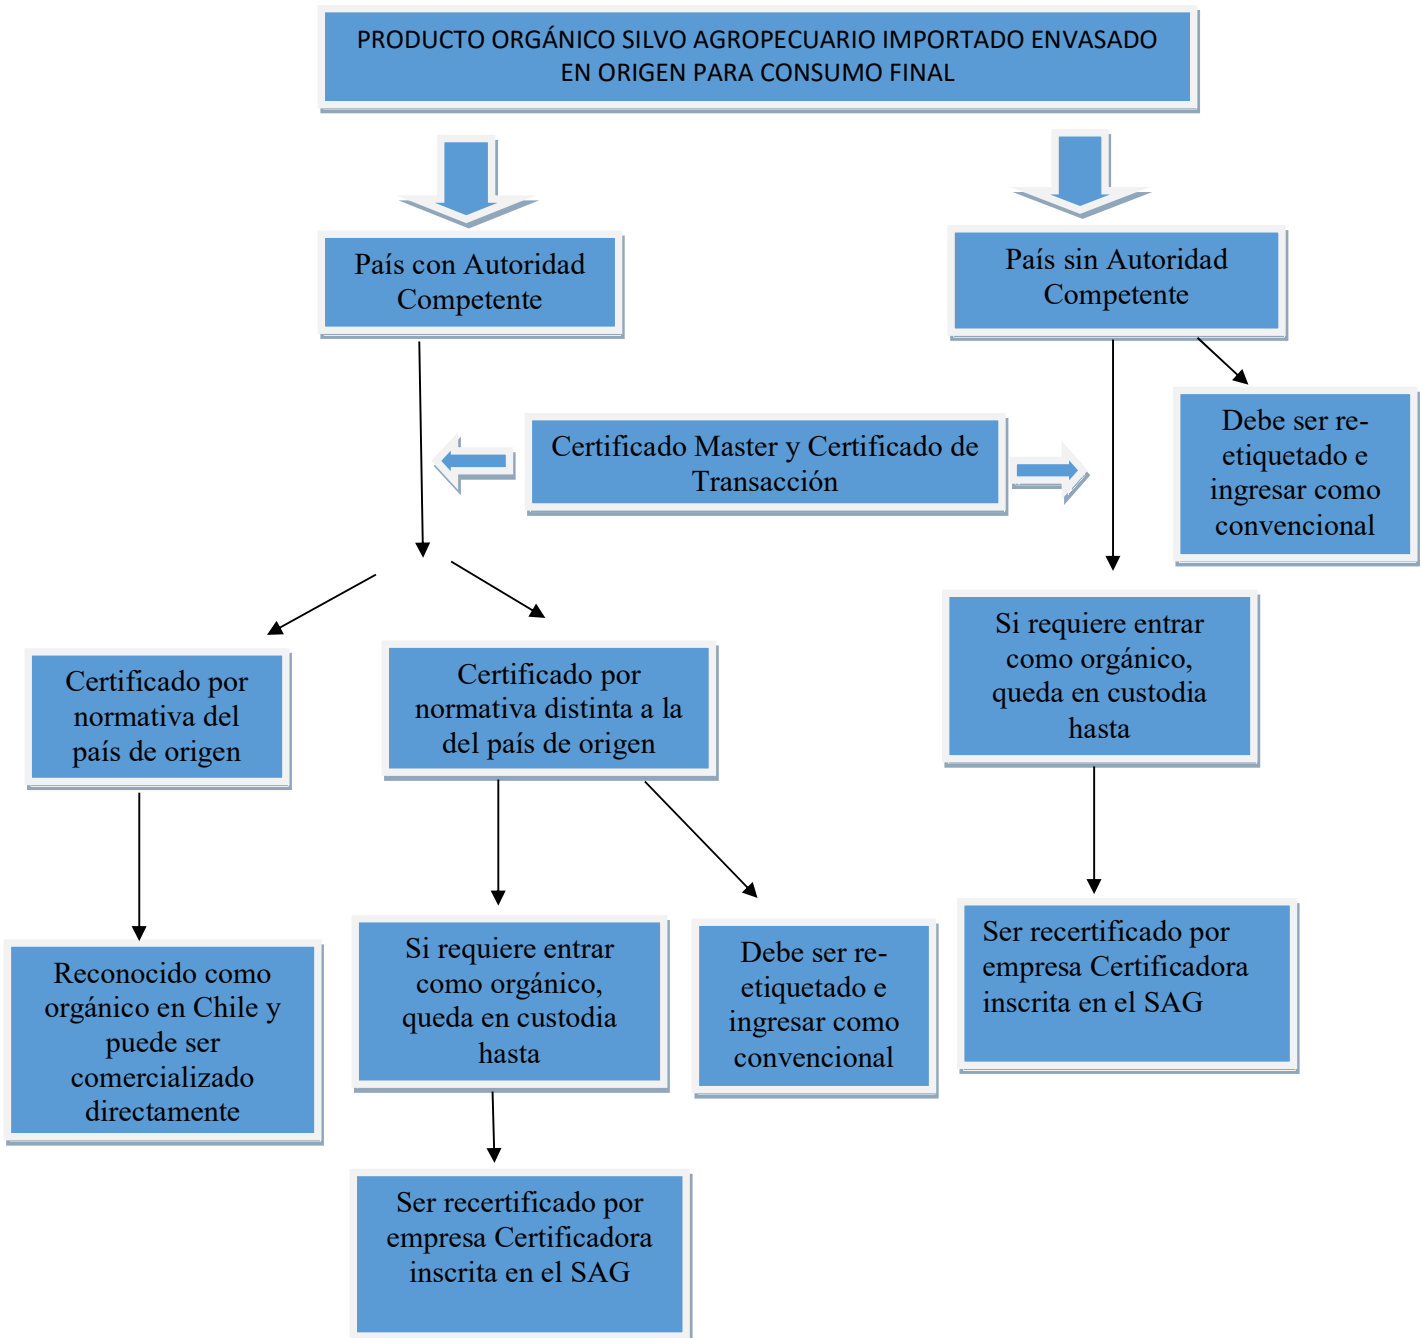 PRODUCTO ORGÁNICO SILVO AGROPECUARIO IMPORTADO ENVASADO
EN ORIGEN PARA CONSUMO FINAL
País con Autoridad
Competente
País sin Autoridad
Competente
Certificado Master y Certificado de
Transacción
Debe ser re-
etiquetado e
ingresar como
convencional
Certificado por
normativa del
país de origen
Certificado por
normativa distinta a la
del país de origen
Si requiere entrar
como orgánico,
queda en custodia
hasta
Reconocido como
orgánico en Chile y
puede ser
comercializado
directamente
Si requiere entrar
como orgánico,
queda en custodia
hasta
Debe ser re-
etiquetado e
ingresar como
convencional
Ser recertificado por
empresa Certificadora
inscrita en el SAG
Ser recertificado por
empresa Certificadora
inscrita en el SAG